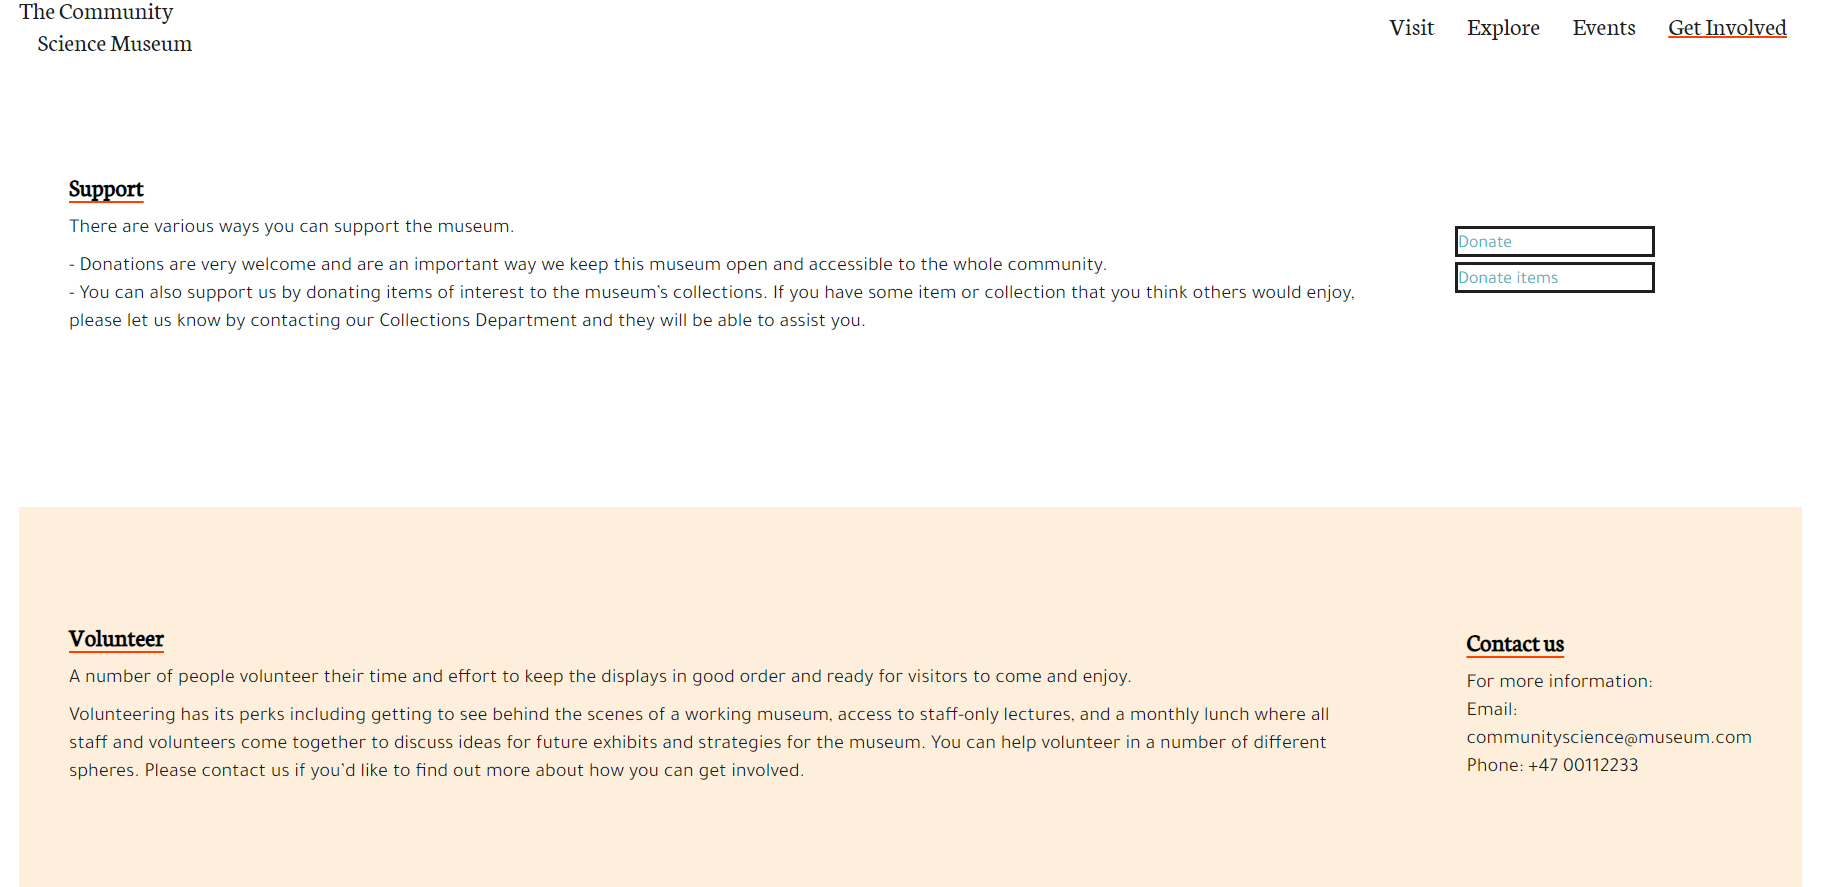 The Community
Science Museum
Visit Explore Events Get Involved
Support
There are various ways you can support the museum.
- Donations are very welcome and are an important way we keep this museum open and accessible to the whole community.
- You can also support us by donating items of interest to the museum's collections. If you have some item or collection that you think others would enjoy,
please let us know by contacting our Collections Department and they will be able to assist you.
Donate
Donate items
Volunteer
A number of people volunteer their time and effort to keep the displays in good order and ready for visitors to come and enjoy.
Volunteering has its perks including getting to see behind the scenes of a working museum, access to staff-only lectures, and a monthly lunch where all
staff and volunteers come together to discuss ideas for future exhibits and strategies for the museum. You can help volunteer in a number of different
spheres. Please contact us if you'd like to find out more about how you can get involved.
Contact us
For more information:
Email:
communityscience@museum.com
Phone: +47 00112233